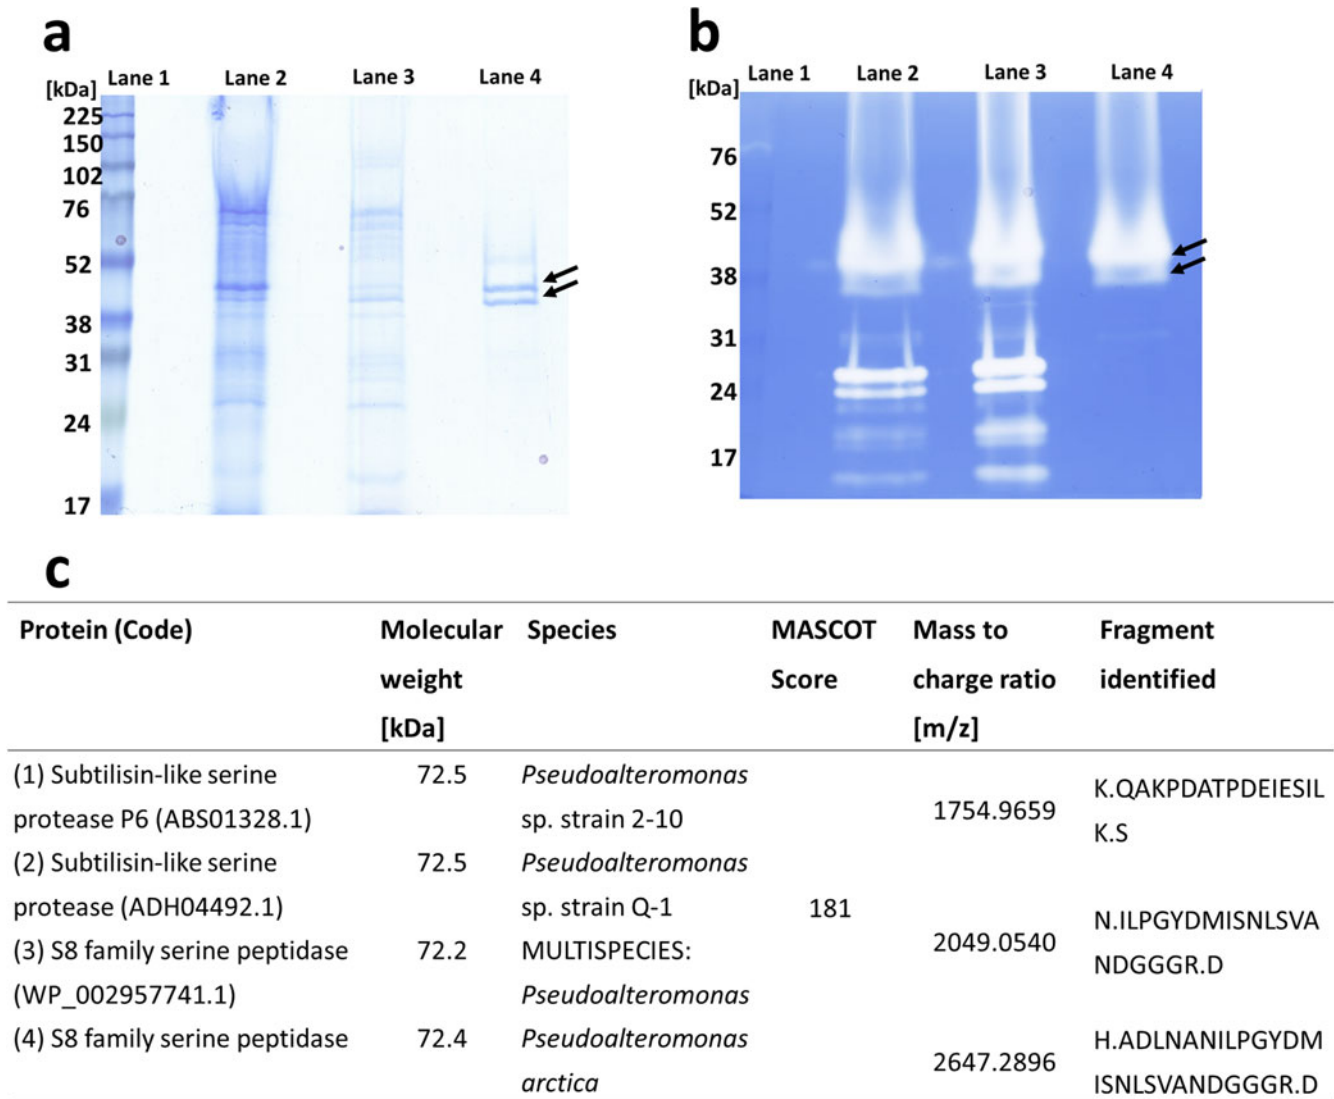 a
[kDa] Lane 1 Lane 2 Lane 3 Lane 4
225
150
102
76
52
38
31
24
17
b
[kDa] Lane 1 Lane 2 Lane 3 Lane 4
76
52
38
31
24
17
c
Protein (Code) Molecular weight [kDa] Species MASCOT Score Mass to charge ratio [m/z] Fragment identified
(1) Subtilisin-like serine 72.5 Pseudoalteromonas
protease P6 (ABS01328.1) sp. strain 2-10
1754.9659 K.QAKPDATPDEIESIL
K.S
(2) Subtilisin-like serine 72.5 Pseudoalteromonas
protease (ADH04492.1) sp. strain Q-1
181
2049.0540 N.ILPGYDMISNLSVA
NDGGGR.D
(3) S8 family serine peptidase 72.2 MULTISPECIES:
(WP_002957741.1) Pseudoalteromonas
(4) S8 family serine peptidase 72.4 Pseudoalteromonas
arctica
2647.2896 H.ADLNANILPGYDM
ISNLSVANDGGGR.D